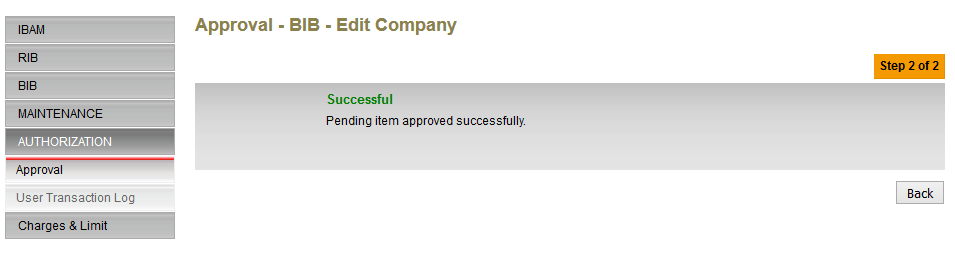 Approval - BIB - Edit Company
IBAM
RIB
BIB
MAINTENANCE
AUTHORIZATION
Approval
User Transaction Log
Charges & Limit
Step 2 of 2
Successful
Pending item approved successfully.
Back